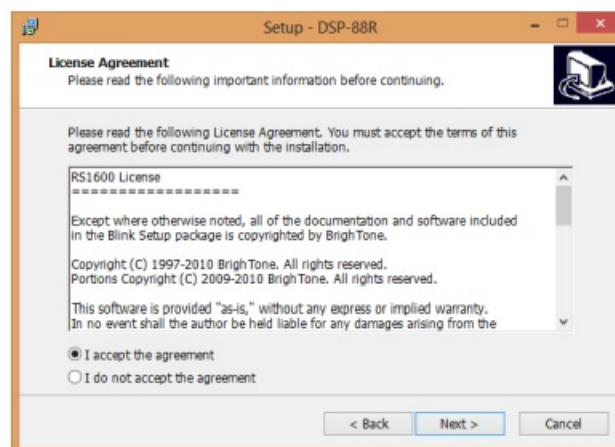 Setup - DSP-88R
License Agreement
Please read the following important information before continuing.
Please read the following License Agreement. You must accept the terms of this
agreement before continuing with the installation.
RS1600 License
==================
Except where otherwise noted, all of the documentation and software included
in the Blink Setup package is copyrighted by BrighTone.
Copyright (C) 1997-2010 BrighTone. All rights reserved.
Portions Copyright (C) 2009-2010 BrighTone. All rights reserved.
This software is provided "as-is," without any express or implied warranty.
In no event shall the author be held liable for any damages arising from the
I accept the agreement
I do not accept the agreement
< Back
Next >
Cancel